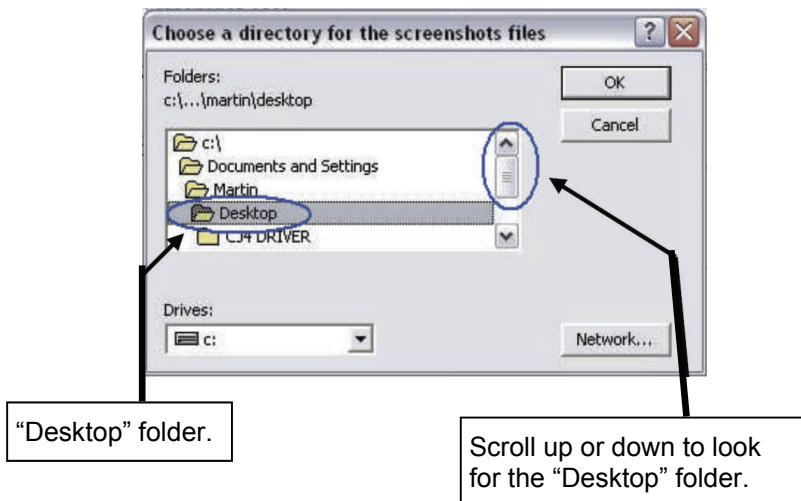 Choose a directory for the screenshots files
Folders:
c:\...\martin\desktop
OK
Cancel
c:\
Documents and Settings
Martin
Desktop
CJ4 DRIVER
Drives:
c:
Network...
“Desktop” folder.
Scroll up or down to look
for the “Desktop” folder.